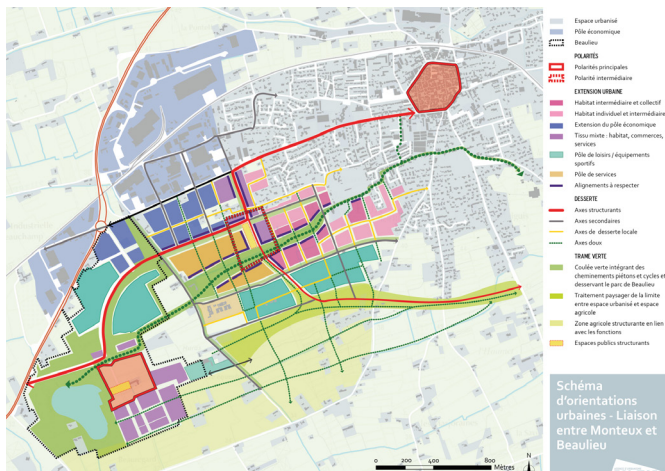 Espace urbanisé
Pôle économique
Beaulieu
POLARITÉS
Polarités principales
Polarité intermédiaire
EXTENSION URBAINE
Habitat intermédiaire et collectif
Habitat individuel et intermédiaire
Extension du pôle économique
Tissu mixte : habitat, commerces,
services
Pôle de loisirs / équipements
sportifs
Pôle de services
Alignements à respecter
DESSERTE
Axes structurants
Axes secondaires
Axes de desserte locale
Axes doux
TRAME VERTE
Coulée verte intégrant des
cheminements piétons et cycles et
desservant le parc de Beaulieu
Traitement paysager de la limite
entre espace urbanisé et espace
agricole
Zone agricole structurante en lien
avec les fonctions
Espaces publics structurants
Schéma
d'orientations
urbaines - Liaison
entre Monteux et
Beaulieu
0 200 400 800
Mètres
N